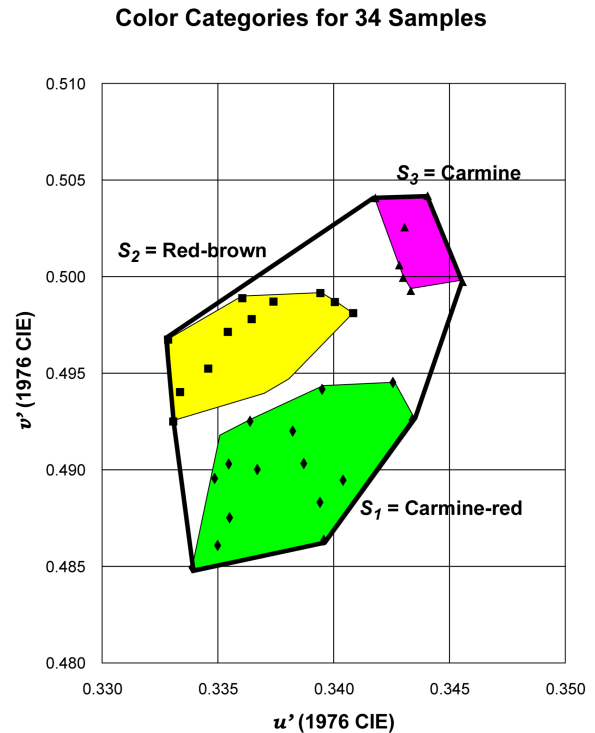 Color Categories for 34 Samples
0.510
0.505
0.500
0.495
0.490
0.485
0.480
v' (1976 CIE)
S3 = Carmine
S2 = Red-brown
S1 = Carmine-red
0.330 0.335 0.340 0.345 0.350
u' (1976 CIE)